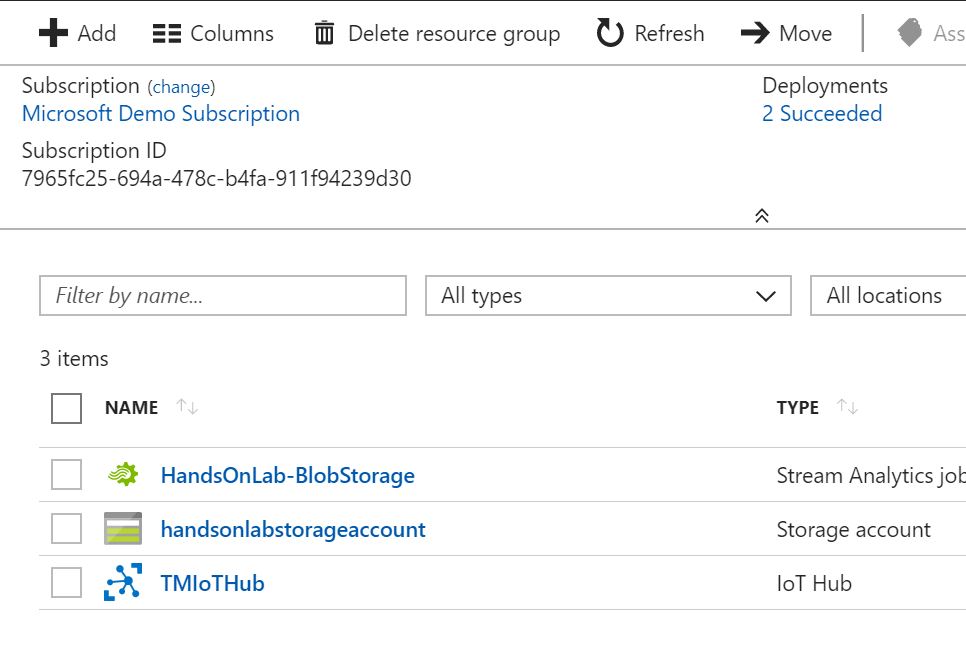 Add Columns Delete resource group Refresh Move Ass
Subscription (change) Deployments
Microsoft Demo Subscription 2 Succeeded
Subscription ID
7965fc25-694a-478c-b4fa-911f94239d30
Filter by name... All types All locations
3 items
NAME TYPE
HandsOnLab-BlobStorage Stream Analytics job
handsonlabstorageaccount Storage account
TMIoTHub IoT Hub